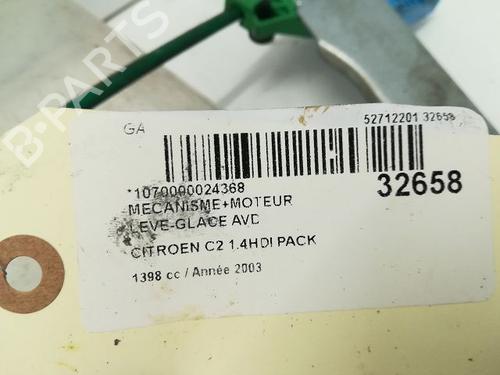 B-PARTS
GA
52712201 32658
*1070000024368
32658
MECANISME+MOTEUR
LEVE-GLACE AVD
CITROEN C2 1.4HDI PACK
1398 cc / Année 2003